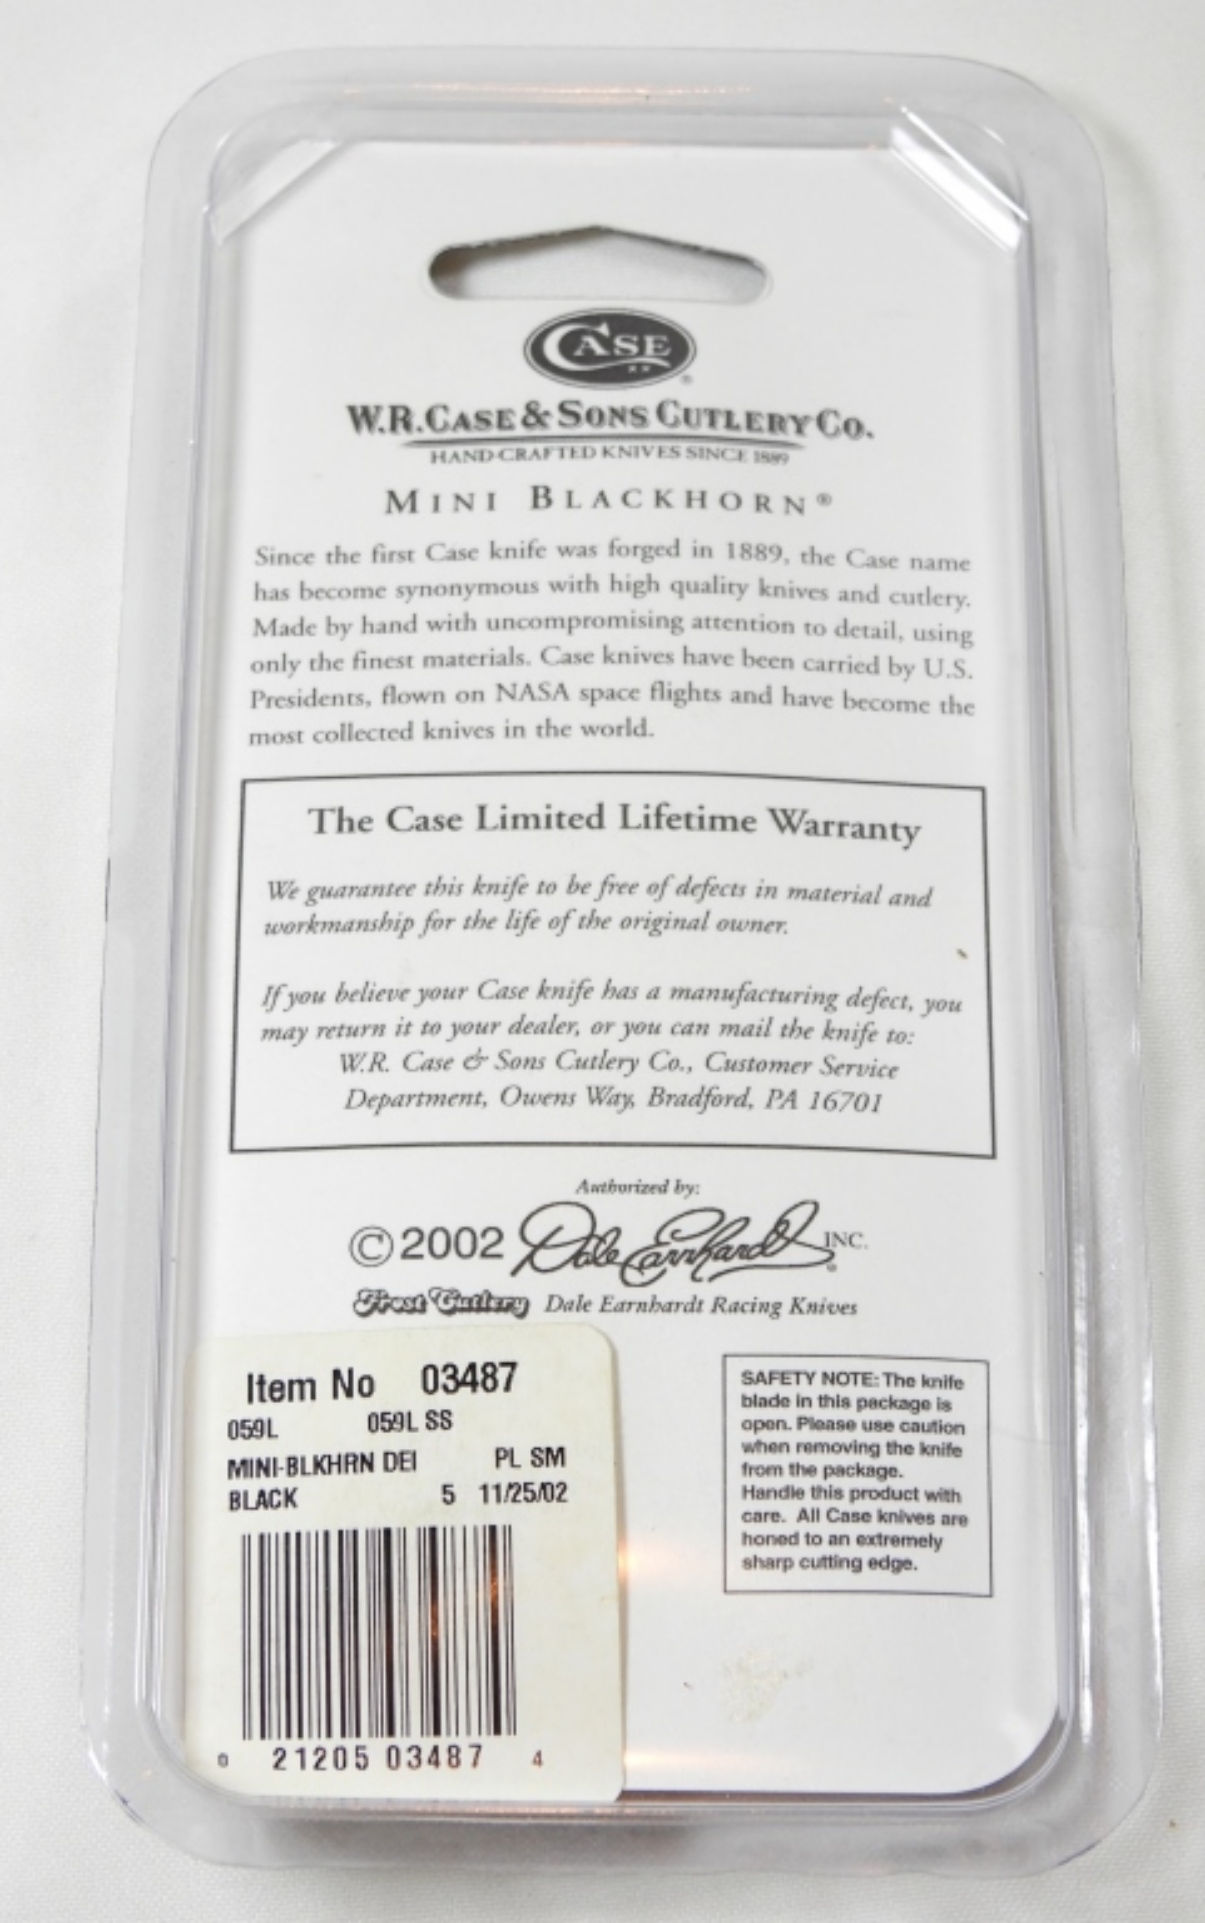 CASE
XX ®
W.R. CASE & SONS CUTLERY CO.
HAND-CRAFTED KNIVES SINCE 1889
MINI BLACKHORN®
Since the first Case knife was forged in 1889, the Case name
has become synonymous with high quality knives and cutlery.
Made by hand with uncompromising attention to detail, using
only the finest materials. Case knives have been carried by U.S.
Presidents, flown on NASA space flights and have become the
most collected knives in the world.
The Case Limited Lifetime Warranty
We guarantee this knife to be free of defects in material and
workmanship for the life of the original owner.
If you believe your Case knife has a manufacturing defect, you
may return it to your dealer, or you can mail the knife to:
W.R. Case & Sons Cutlery Co., Customer Service
Department, Owens Way, Bradford, PA 16701
Authorized by:
©2002 Dale Earnhardt INC.
®
Frost Cutlery Dale Earnhardt Racing Knives
Item No 03487
059L 059L SS
MINI-BLKHRN DEI PL SM
BLACK 5 11/25/02
0 21205 03487 4
SAFETY NOTE: The knife
blade in this package is
open. Please use caution
when removing the knife
from the package.
Handle this product with
care. All Case knives are
honed to an extremely
sharp cutting edge.